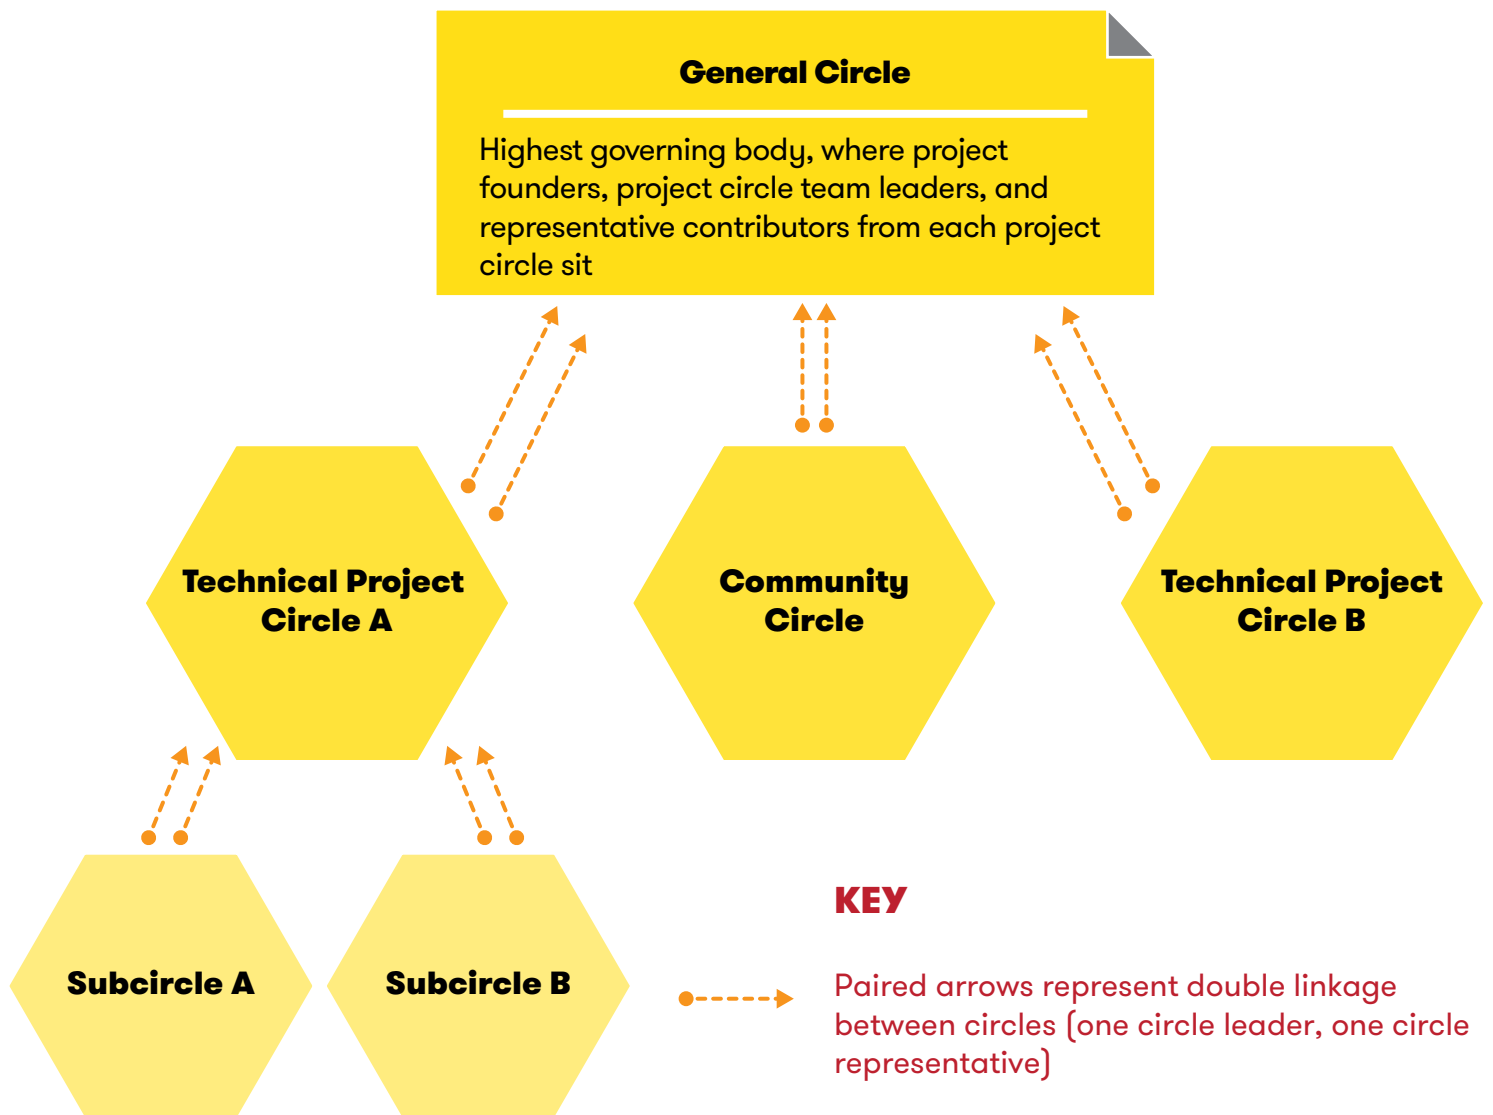 General Circle
Highest governing body, where project
founders, project circle team leaders, and
representative contributors from each project
circle sit
Technical Project
Circle A
Community
Circle
Technical Project
Circle B
Subcircle A
Subcircle B
KEY
Paired arrows represent double linkage
between circles (one circle leader, one circle
representative)